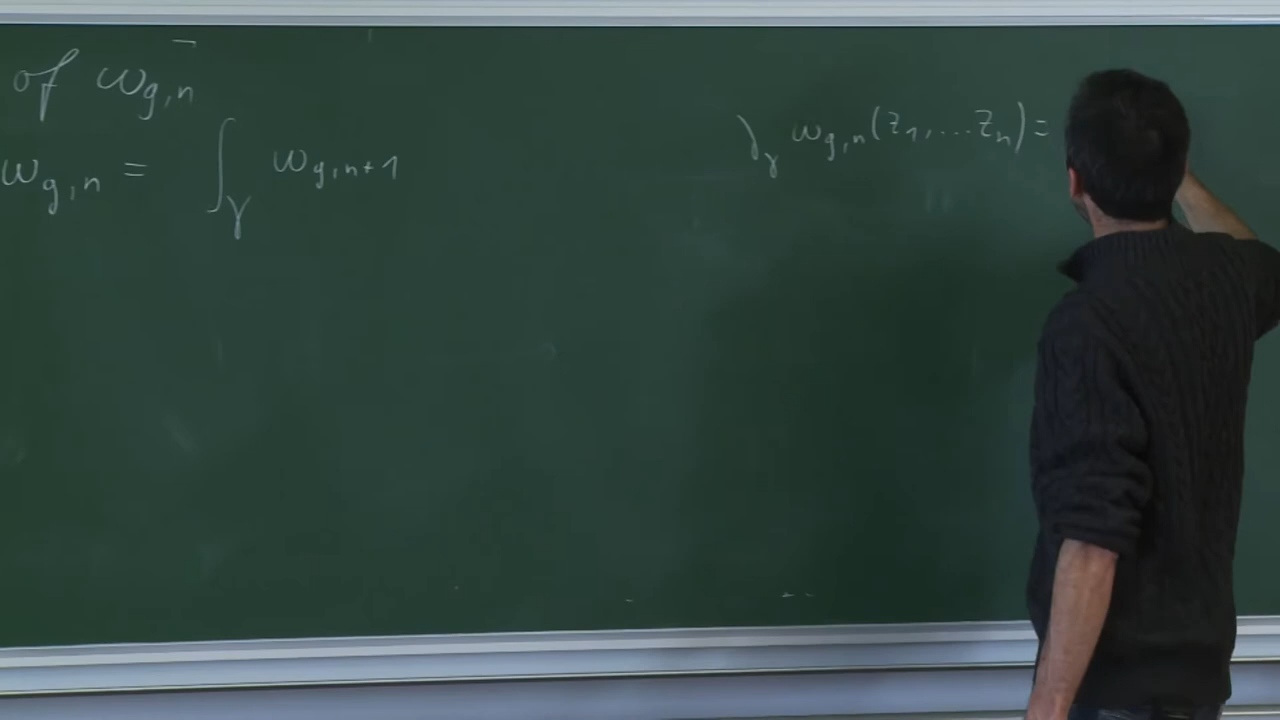 of ω_{g,n}
ω_{g,n} = ∫_γ ω_{g,n+1}
∂_γ ω_{g,n}(z_1,...z_n) =